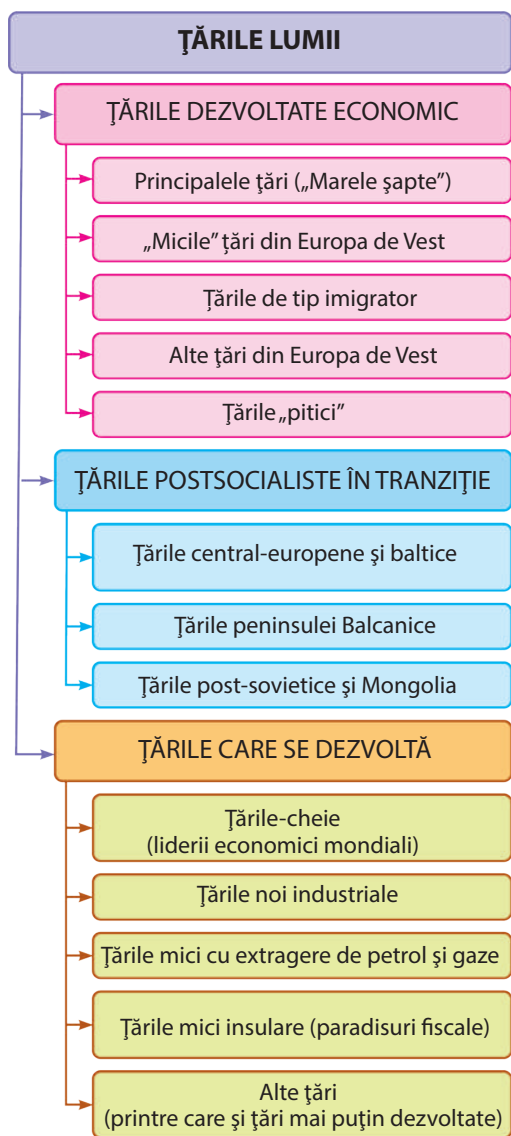 ŢĂRILE LUMII
ŢĂRILE DEZVOLTATE ECONOMIC
Principalele ţări („Marele şapte”)
„Micile” țări din Europa de Vest
Țările de tip imigrator
Alte ţări din Europa de Vest
Ţările „pitici”
ŢĂRILE POSTSOCIALISTE ÎN TRANZIŢIE
Ţările central-europene şi baltice
Ţările peninsulei Balcanice
Ţările post-sovietice şi Mongolia
ŢĂRILE CARE SE DEZVOLTĂ
Ţările-cheie
(liderii economici mondiali)
Ţările noi industriale
Ţările mici cu extragere de petrol şi gaze
Ţările mici insulare (paradisuri fiscale)
Alte ţări
(printre care şi ţări mai puţin dezvoltate)